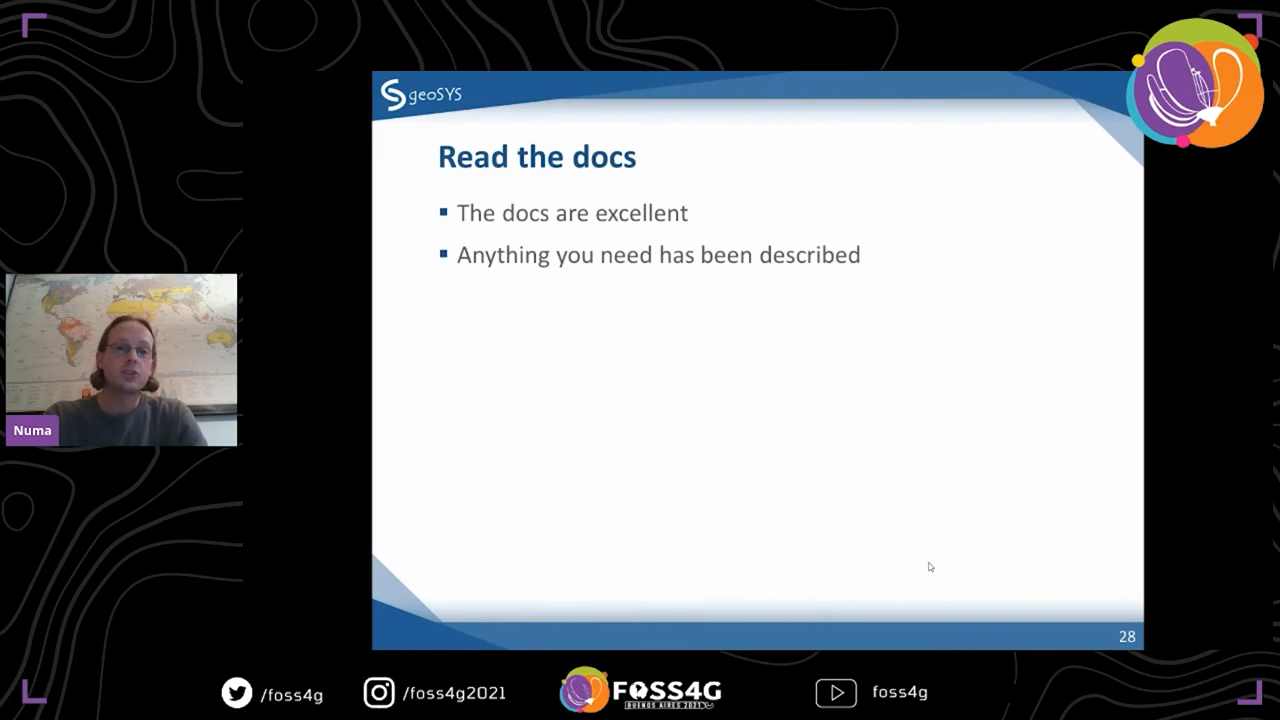 geoSYS
Read the docs
The docs are excellent
Anything you need has been described
Numa
28
/foss4g
/foss4g2021
FOSS4G
BUENOS AIRES 2021
foss4g